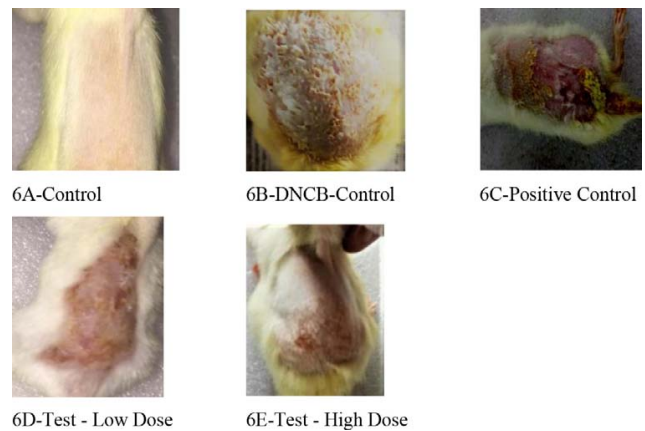 6A-Control
6B-DNCB-Control
6C-Positive Control
6D-Test - Low Dose
6E-Test - High Dose